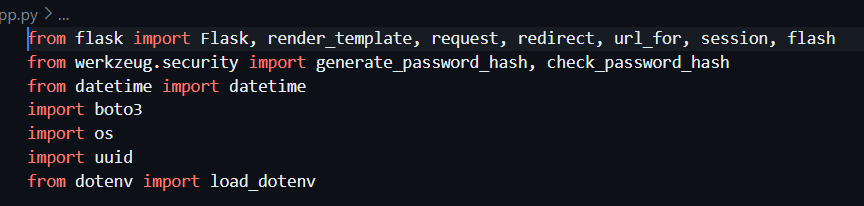 pp.py > ...
from flask import Flask, render_template, request, redirect, url_for, session, flash
from werkzeug.security import generate_password_hash, check_password_hash
from datetime import datetime
import boto3
import os
import uuid
from dotenv import load_dotenv